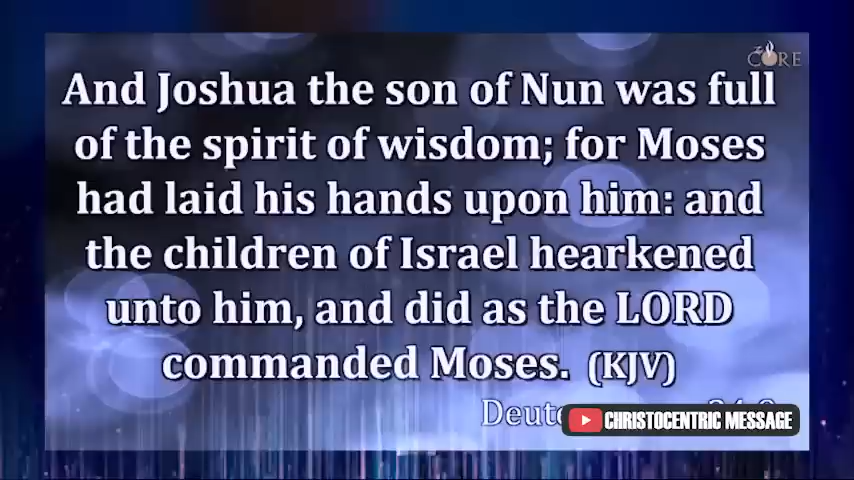 The CORE
And Joshua the son of Nun was full
of the spirit of wisdom; for Moses
had laid his hands upon him: and
the children of Israel hearkened
unto him, and did as the LORD
commanded Moses. (KJV)
CHRISTOCENTRIC MESSAGE